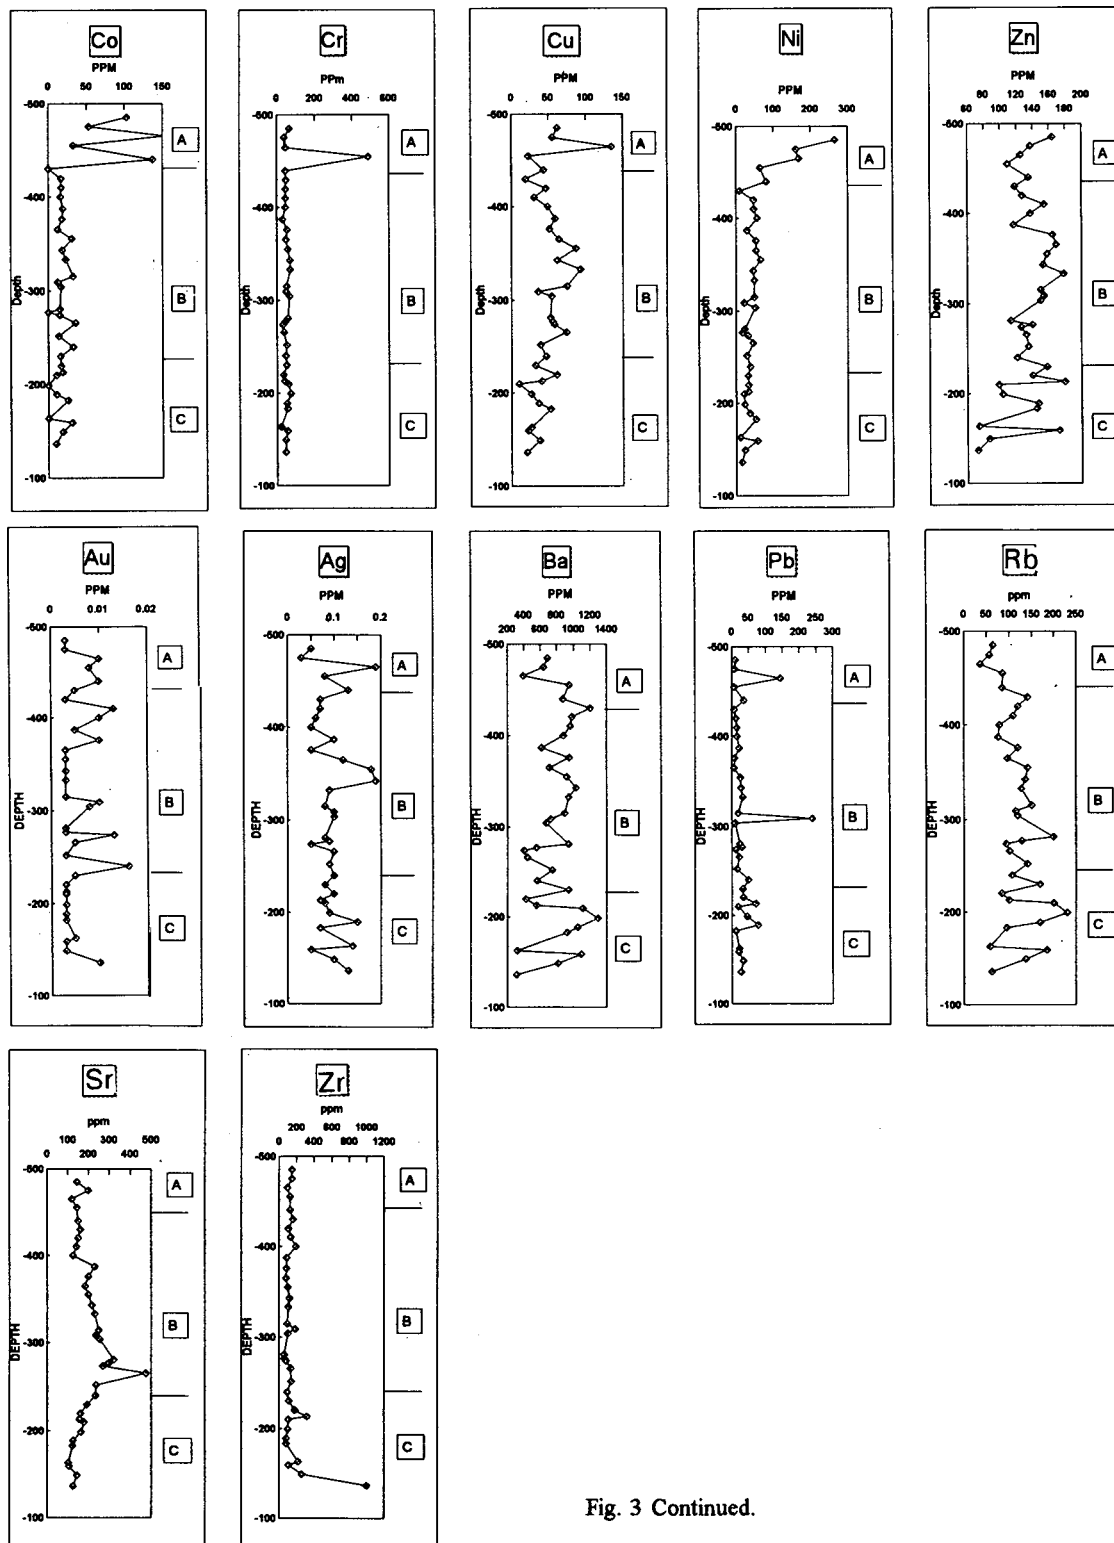 Co
PPM
0 50 100 150
-500
-400
-300
-200
-100
Depth
A
B
C
Cr
PPm
0 200 400 600
-500
-400
-300
-200
-100
A
B
C
Cu
PPM
0 50 100 150
-500
-400
-300
-200
-100
A
B
C
Ni
PPM
0 100 200 300
-500
-400
-300
-200
-100
Depth
A
B
C
Zn
PPM
60 80 100 120 140 160 180 200
-500
-400
-300
-200
-100
Depth
A
B
C
Au
PPM
0 0.01 0.02
-500
-400
-300
-200
-100
DEPTH
A
B
C
Ag
PPM
0 0.1 0.2
-500
-400
-300
-200
-100
DEPTH
A
B
C
Ba
PPM
400 800 1200
200 600 1000 1400
-500
-400
-300
-200
-100
DEPTH
A
B
C
Pb
PPM
0 100 200 300
-500
-400
-300
-200
-100
DEPTH
A
B
C
Rb
ppm
0 50 100 150 200 250
-500
-400
-300
-200
-100
DEPTH
A
B
C
Sr
ppm
100 300 500
0 200 400
-500
-400
-300
-200
-100
DEPTH
A
B
C
Zr
ppm
200 600 1000
0 400 800 1200
-500
-400
-300
-200
-100
DEPTH
A
B
C
Fig. 3 Continued.